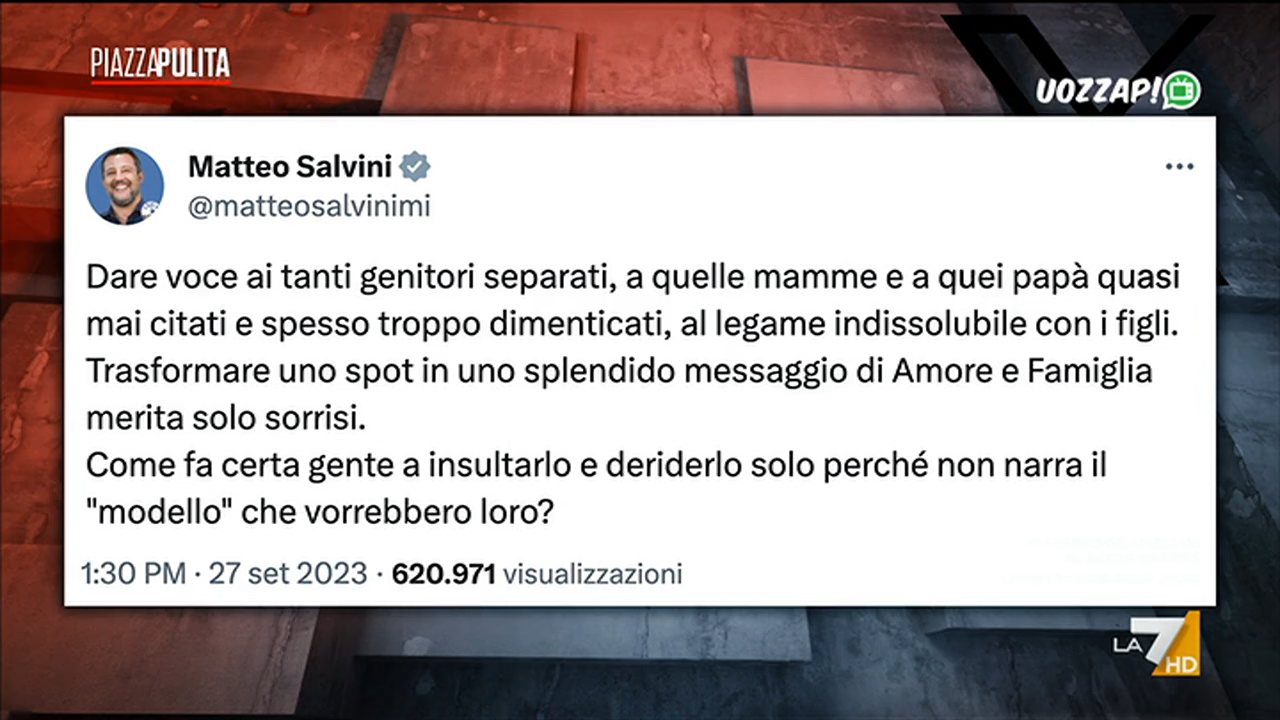 PIAZZAPULITA
UOZZAP!
Matteo Salvini
@matteosalvinimi
Dare voce ai tanti genitori separati, a quelle mamme e a quei papà quasi
mai citati e spesso troppo dimenticati, al legame indissolubile con i figli.
Trasformare uno spot in uno splendido messaggio di Amore e Famiglia
merita solo sorrisi.
Come fa certa gente a insultarlo e deriderlo solo perché non narra il
"modello" che vorrebbero loro?
1:30 PM · 27 set 2023 · 620.971 visualizzazioni
LA7
HD